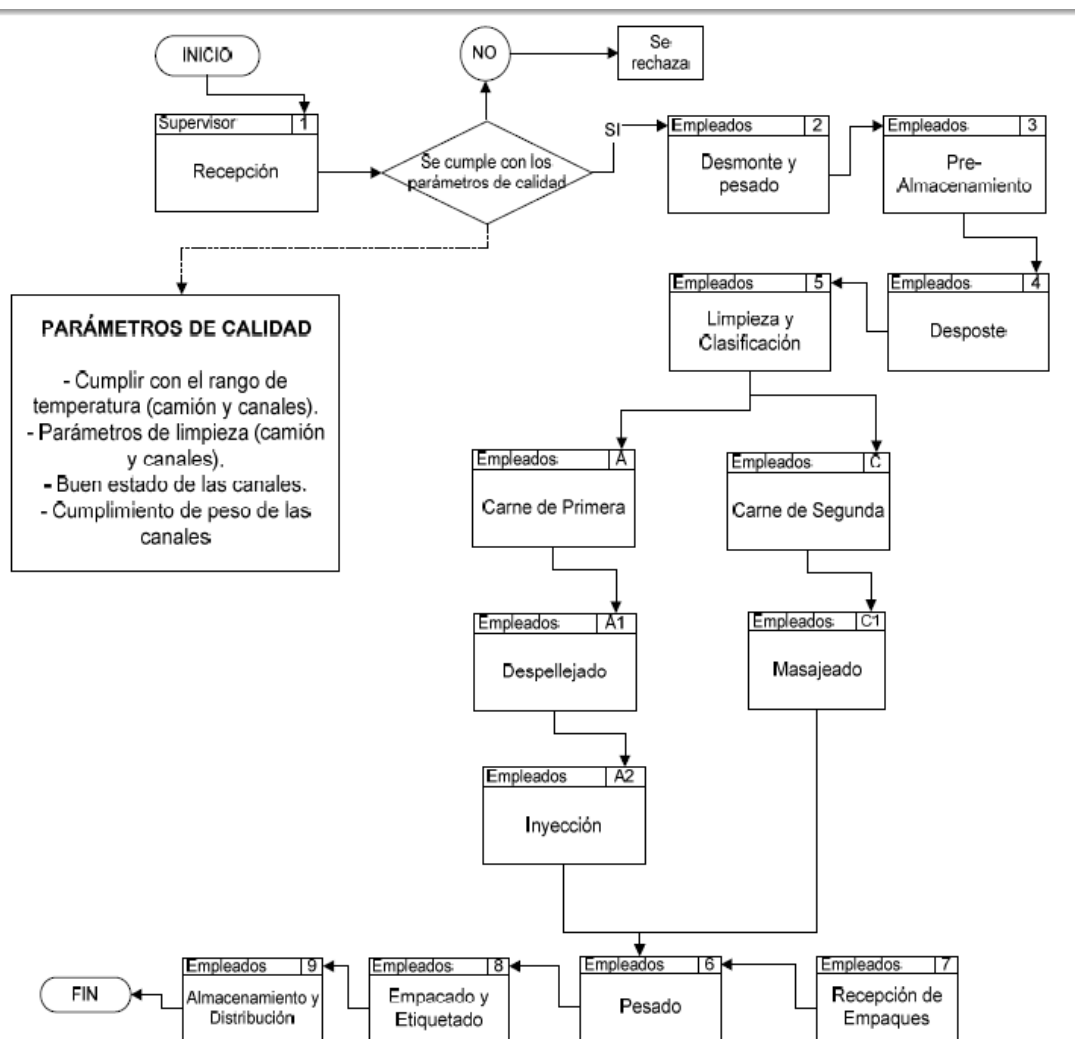 INICIO
NO
Se
rechaza
Supervisor 1
Recepción
Se cumple con los
parámetros de calidad
SI
Empleados 2
Desmonte y
pesado
Empleados 3
Pre-
Almacenamiento
Empleados 4
Desposte
Empleados 5
Limpieza y
Clasificación
PARÁMETROS DE CALIDAD
- Cumplir con el rango de
temperatura (camión y canales).
- Parámetros de limpieza (camión
y canales).
- Buen estado de las canales.
- Cumplimiento de peso de las
canales
Empleados A
Carne de Primera
Empleados C
Carne de Segunda
Empleados A1
Despellejado
Empleados C1
Masajeado
Empleados A2
Inyección
Empleados 7
Recepción de
Empaques
Empleados 6
Pesado
Empleados 8
Empacado y
Etiquetado
Empleados 9
Almacenamiento y
Distribución
FIN